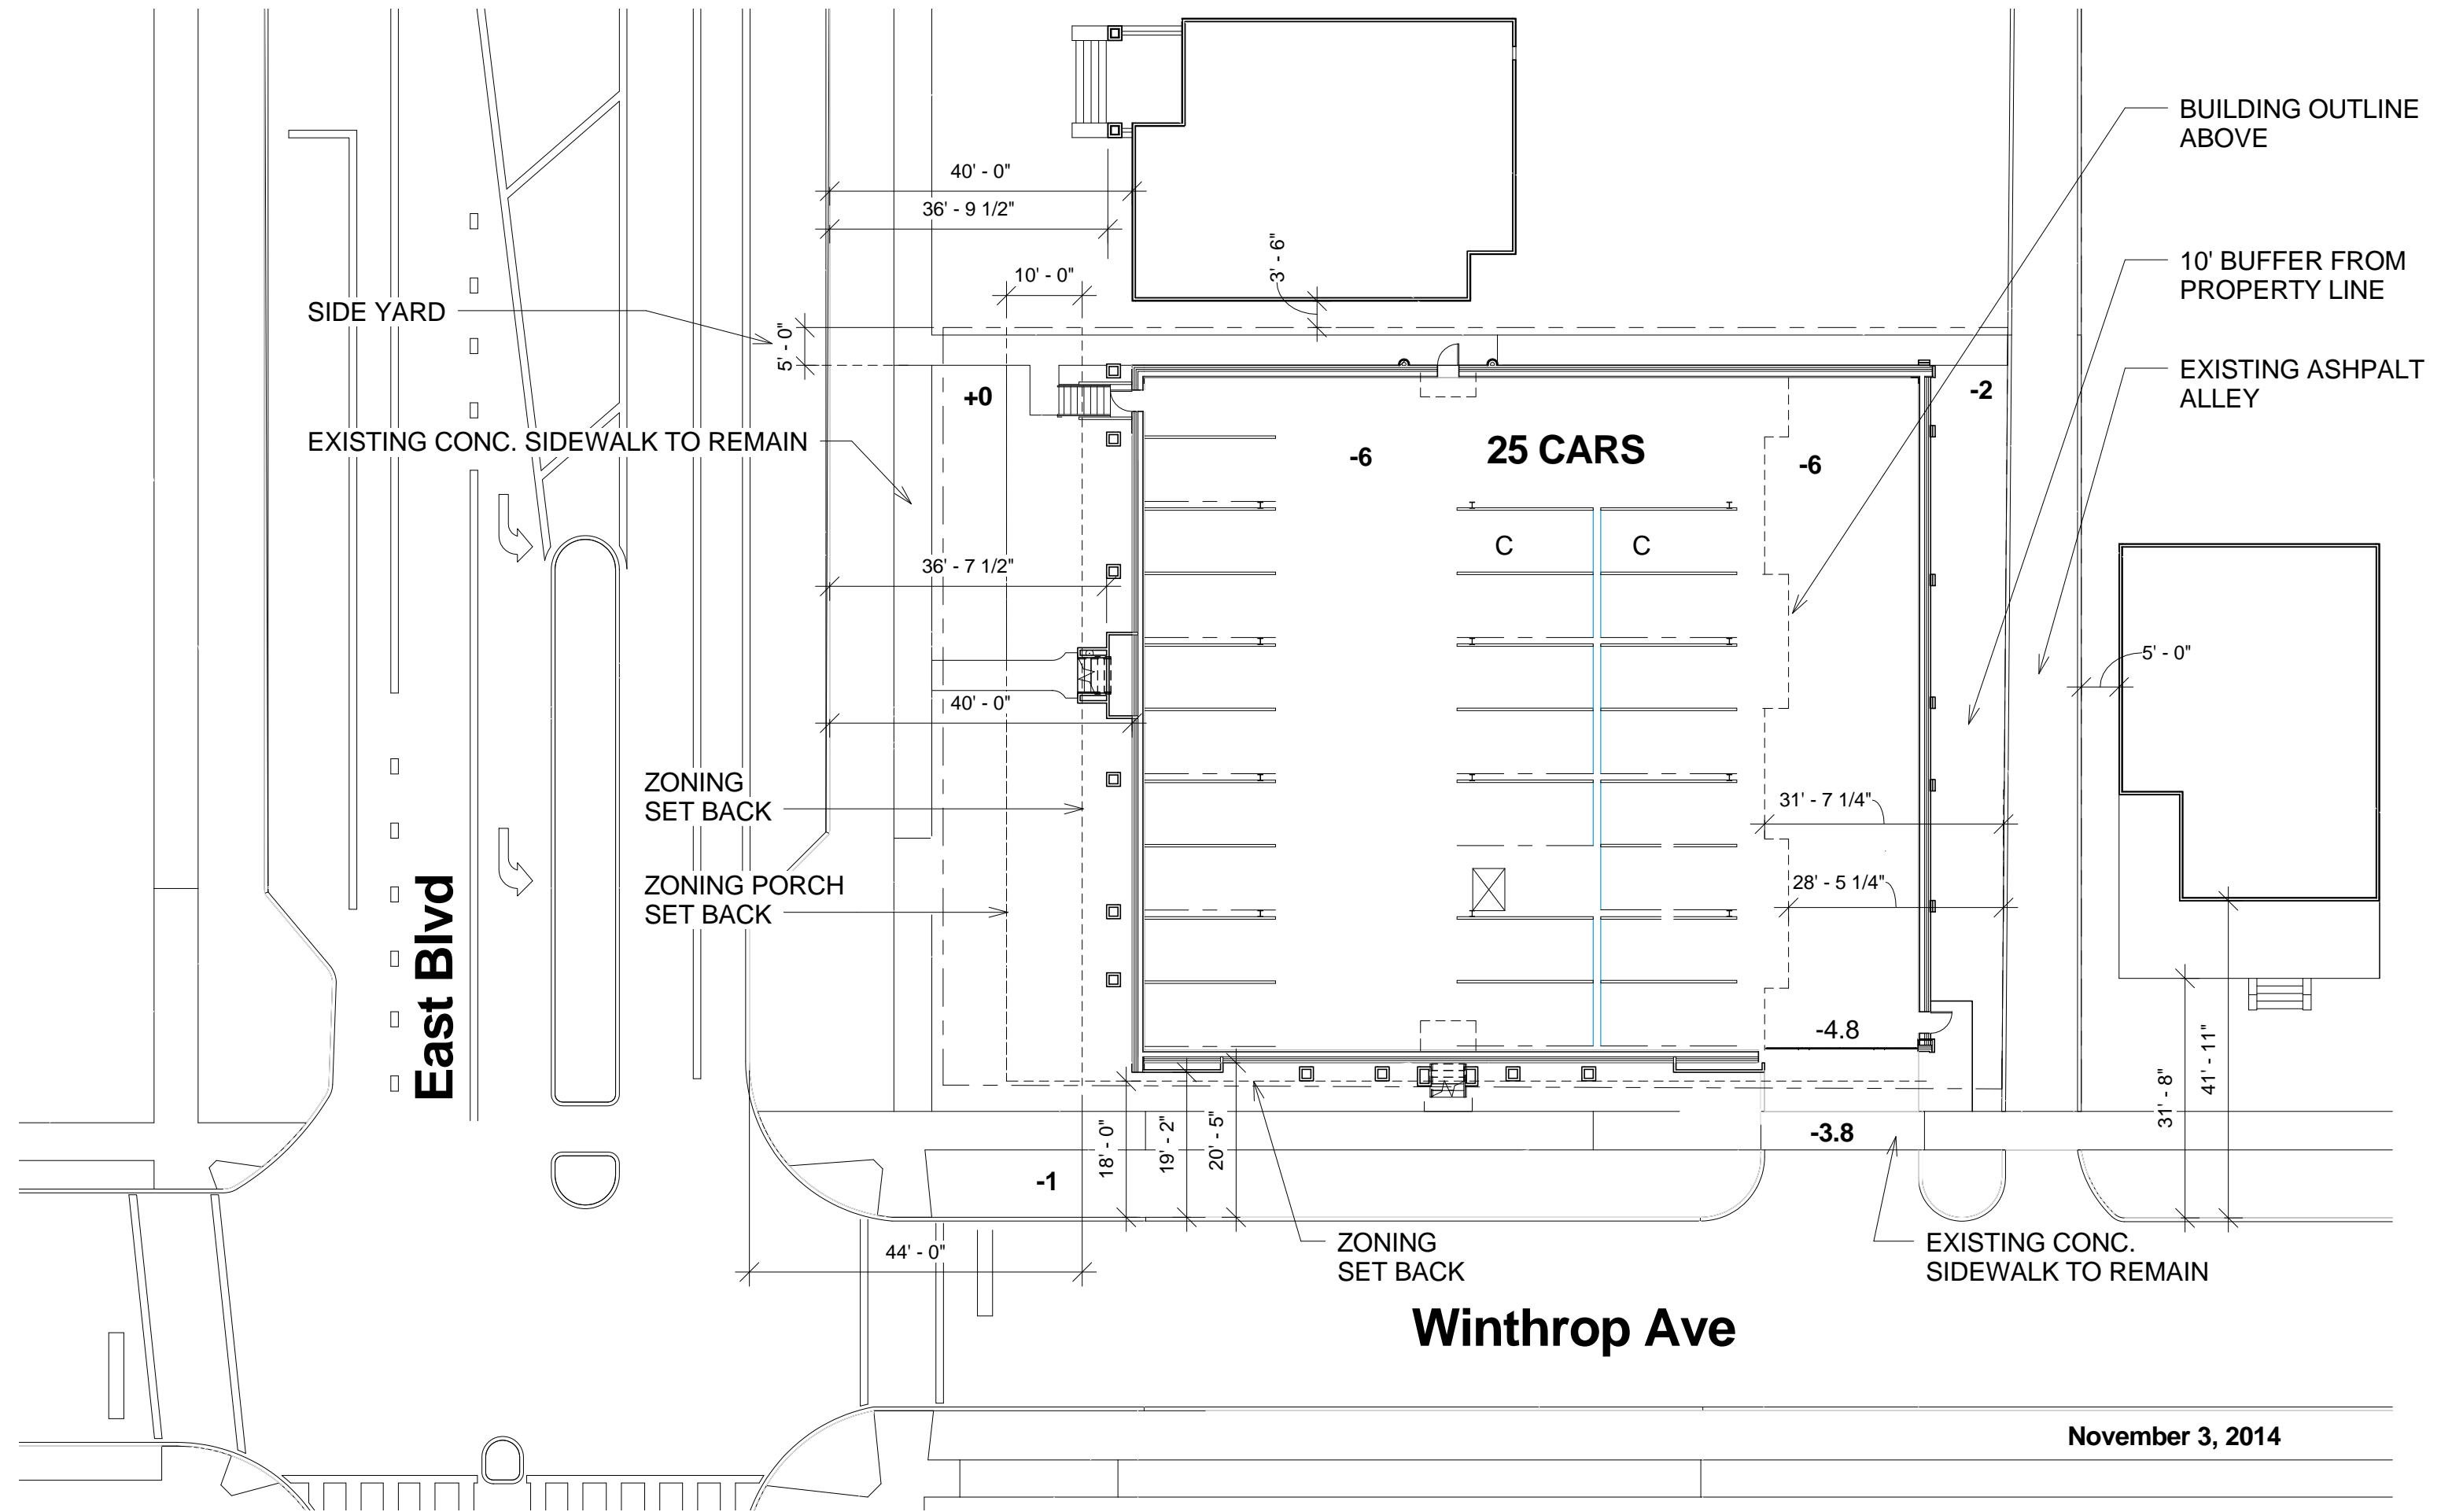 BUILDING OUTLINE
ABOVE
40' - 0"
36' - 9 1/2"
10' - 0"
3' - 6"
10' BUFFER FROM
PROPERTY LINE
SIDE YARD
5' - 0"
EXISTING ASHPALT
ALLEY
+0
-2
EXISTING CONC. SIDEWALK TO REMAIN
-6
25 CARS
-6
C
C
36' - 7 1/2"
5' - 0"
40' - 0"
ZONING
SET BACK
31' - 7 1/4"
ZONING PORCH
SET BACK
28' - 5 1/4"
East Blvd
-4.8
18' - 0"
19' - 2"
20' - 5"
31' - 8"
41' - 11"
-3.8
-1
44' - 0"
ZONING
SET BACK
EXISTING CONC.
SIDEWALK TO REMAIN
Winthrop Ave
November 3, 2014